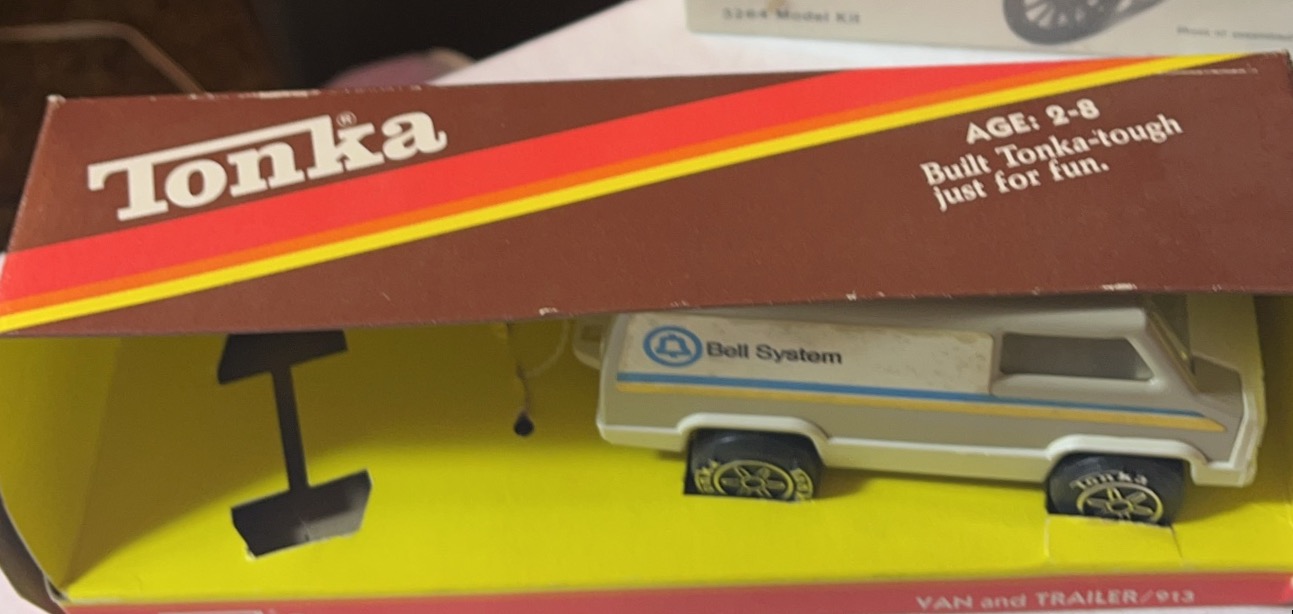 5264 Model Kit
Tonka®
AGE: 2-8
Built Tonka-tough
just for fun.
Bell System
Tonka
VAN and TRAILER/913